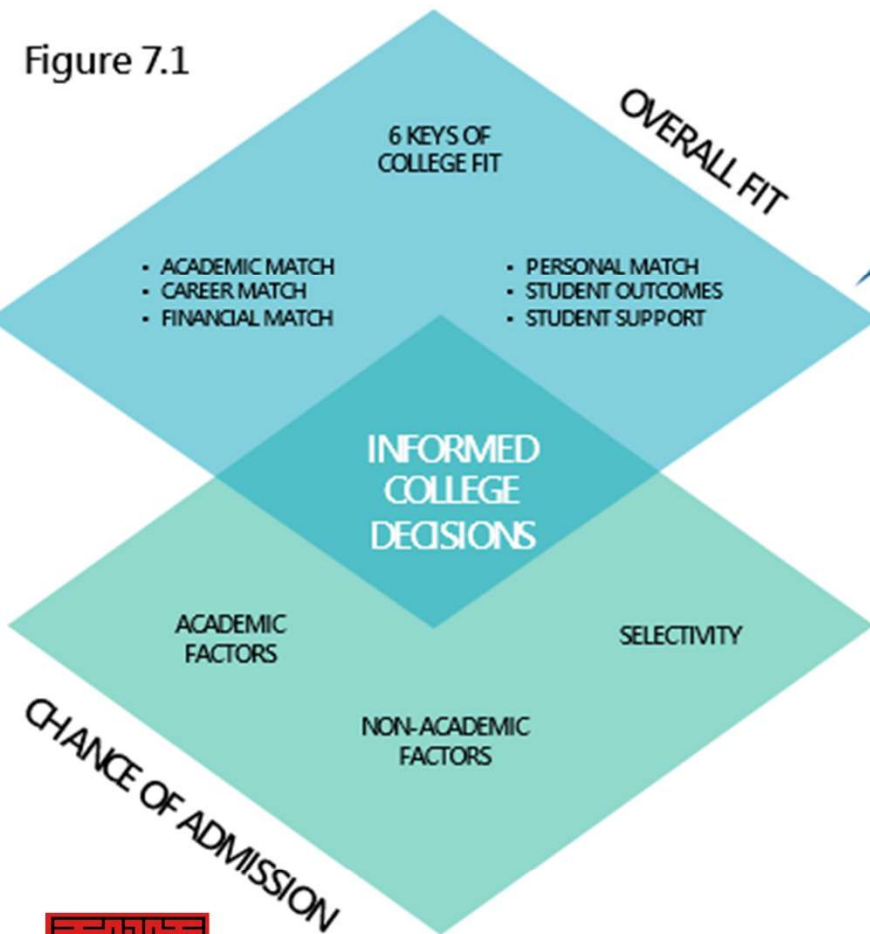 Figure 7.1
OVERALL FIT
6 KEYS OF
COLLEGE FIT
• ACADEMIC MATCH
• CAREER MATCH
• FINANCIAL MATCH
• PERSONAL MATCH
• STUDENT OUTCOMES
• STUDENT SUPPORT
INFORMED
COLLEGE
DECISIONS
ACADEMIC
FACTORS
SELECTIVITY
NON-ACADEMIC
FACTORS
CHANCE OF ADMISSION